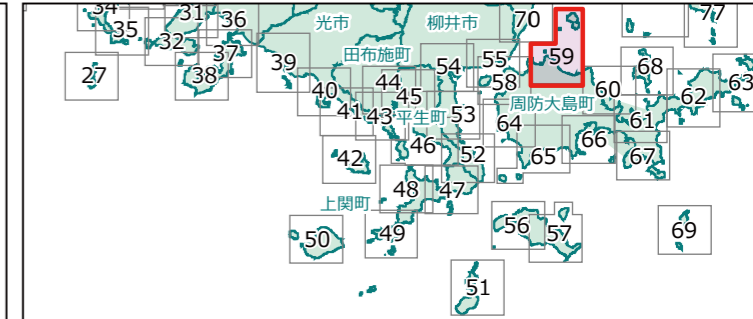 34 31 36 光市 柳井市 70 77
35 32 37 39 田布施町 54 55 59 68
27 38 40 44 58 60 62 63
41 43 45 平生町 53 周防大島町 61
42 46 52 64 65 66 67
48 47
上関町
50 49 56 57 69
51